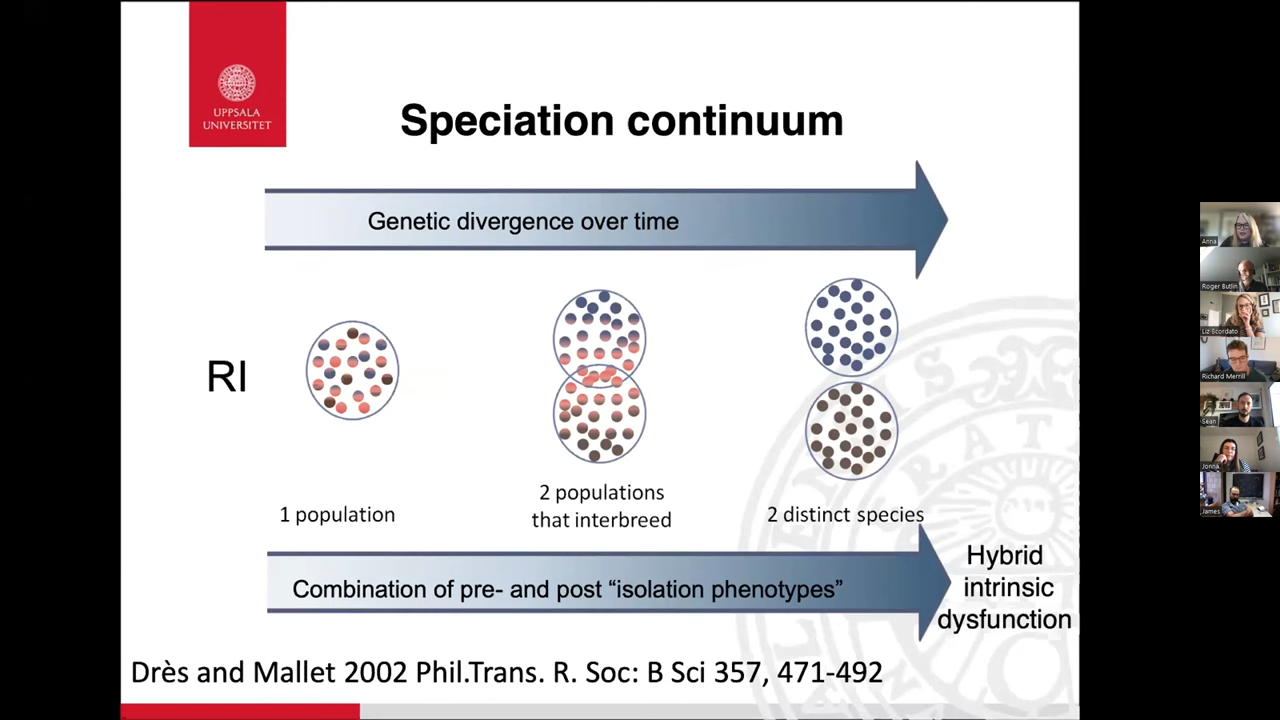 UPPSALA
UNIVERSITET
Speciation continuum
Genetic divergence over time
RI
1 population
2 populations
that interbreed
2 distinct species
Combination of pre- and post “isolation phenotypes”
Hybrid
intrinsic
dysfunction
Drès and Mallet 2002 Phil.Trans. R. Soc: B Sci 357, 471-492
Anna
Roger Butlin
Liz Scordato
Richard Merrill
Sean
Jonna
James